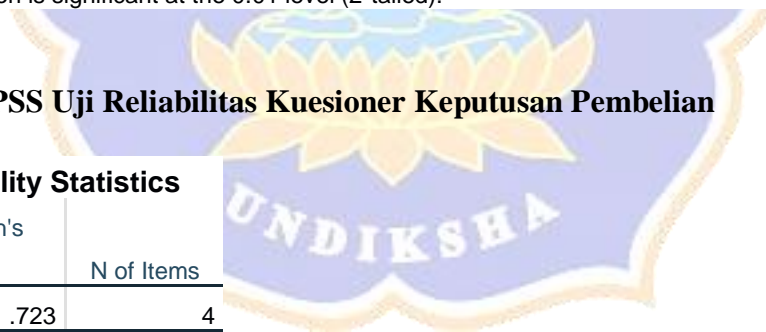 is significant at the 0.01 level (2-tailed).
PSS Uji Reliabilitas Kuesioner Keputusan Pembelian
lity Statistics
n's
N of Items
.723 4
UNDIKSHA